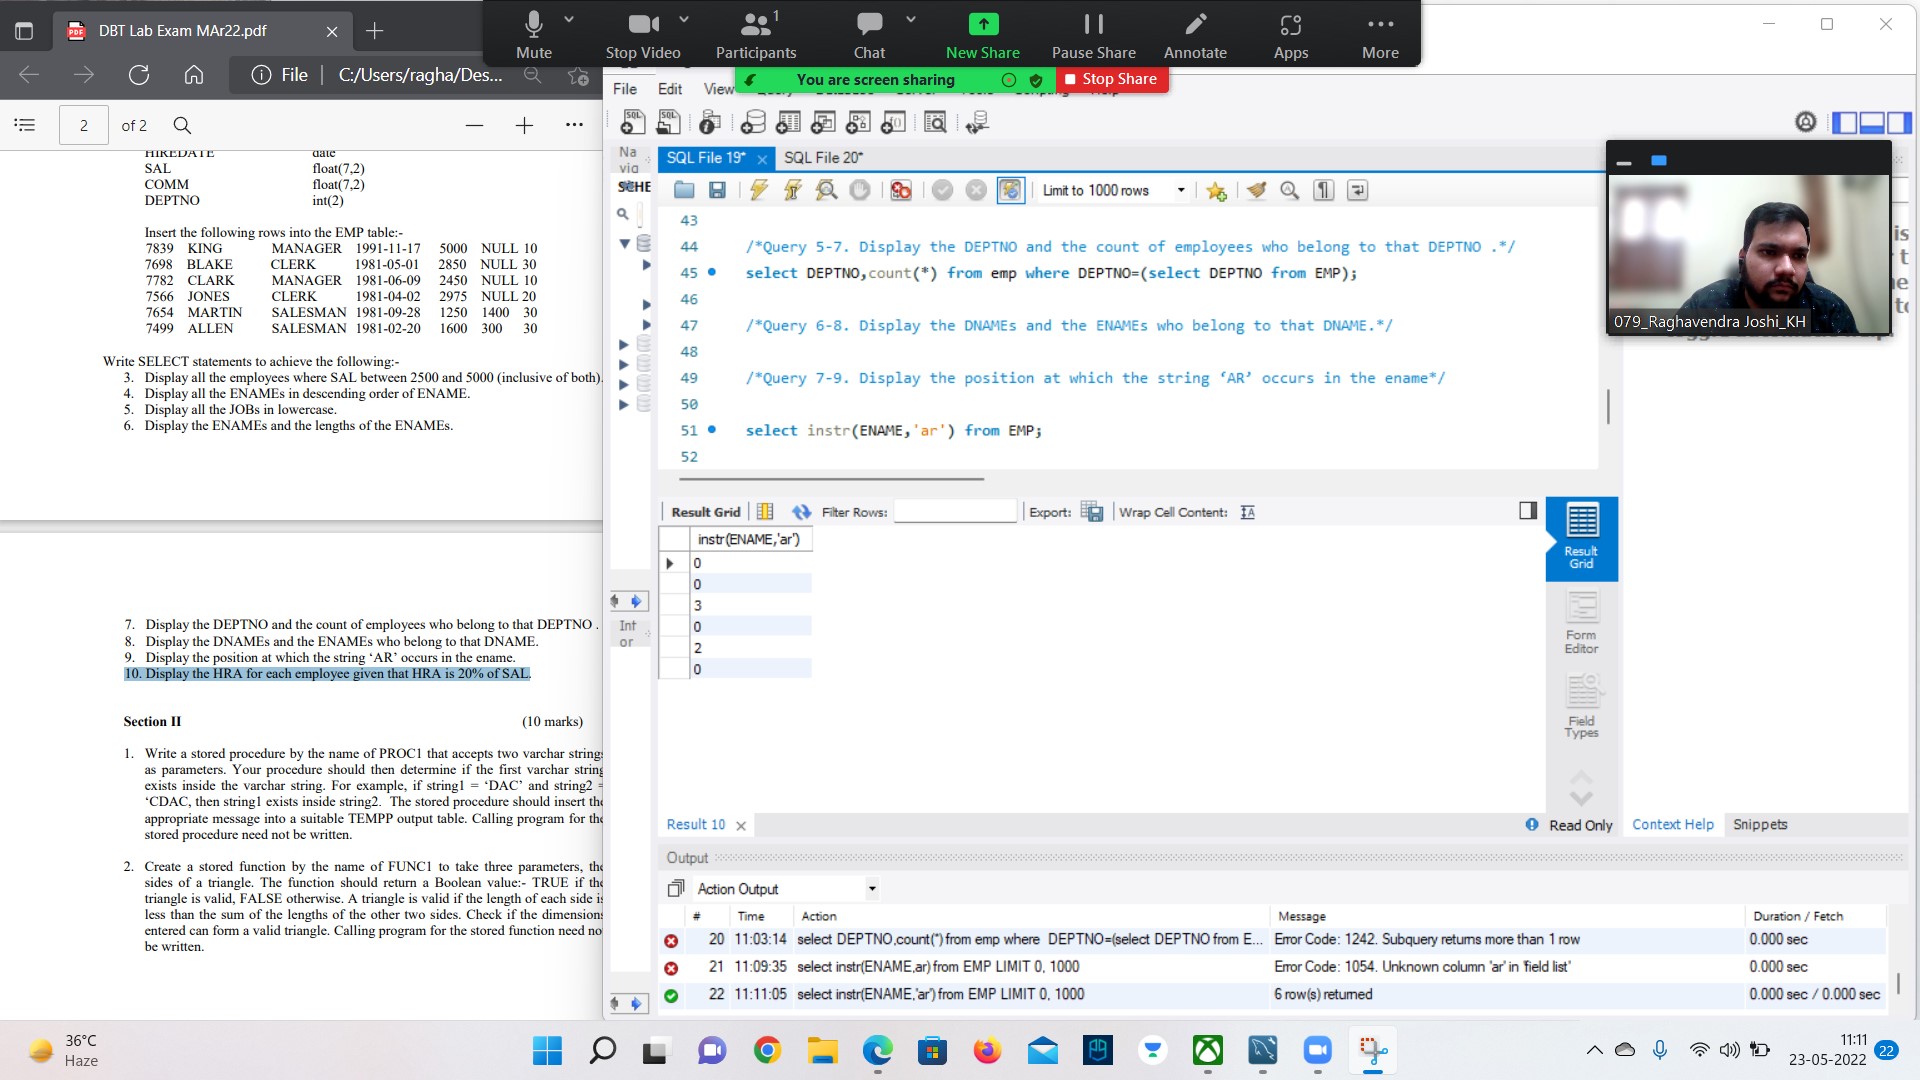 DBT Lab Exam MAr22.pdf
File
C:/Users/ragha/Des...
2
of 2
HIREDATE date
SAL float(7,2)
COMM float(7,2)
DEPTNO int(2)
Insert the following rows into the EMP table:-
7839 KING MANAGER 1991-11-17 5000 NULL 10
7698 BLAKE CLERK 1981-05-01 2850 NULL 30
7782 CLARK MANAGER 1981-06-09 2450 NULL 10
7566 JONES CLERK 1981-04-02 2975 NULL 20
7654 MARTIN SALESMAN 1981-09-28 1250 1400 30
7499 ALLEN SALESMAN 1981-02-20 1600 300 30
Write SELECT statements to achieve the following:-
3. Display all the employees where SAL between 2500 and 5000 (inclusive of both).
4. Display all the ENAMEs in descending order of ENAME.
5. Display all the JOBs in lowercase.
6. Display the ENAMEs and the lengths of the ENAMEs.
7. Display the DEPTNO and the count of employees who belong to that DEPTNO .
8. Display the DNAMEs and the ENAMEs who belong to that DNAME.
9. Display the position at which the string ‘AR’ occurs in the ename.
10. Display the HRA for each employee given that HRA is 20% of SAL.
Section II (10 marks)
1. Write a stored procedure by the name of PROC1 that accepts two varchar strings
as parameters. Your procedure should then determine if the first varchar string
exists inside the varchar string. For example, if string1 = ‘DAC’ and string2 =
‘CDAC, then string1 exists inside string2. The stored procedure should insert the
appropriate message into a suitable TEMPP output table. Calling program for the
stored procedure need not be written.
2. Create a stored function by the name of FUNC1 to take three parameters, the
sides of a triangle. The function should return a Boolean value:- TRUE if the
triangle is valid, FALSE otherwise. A triangle is valid if the length of each side is
less than the sum of the lengths of the other two sides. Check if the dimensions
entered can form a valid triangle. Calling program for the stored function need no
be written.
Mute
Stop Video
1
Participants
Chat
New Share
Pause Share
Annotate
Apps
More
You are screen sharing
Stop Share
File Edit View
Na
vig
SCHE
Int
or
SQL File 19*
SQL File 20*
Limit to 1000 rows
43
44 /*Query 5-7. Display the DEPTNO and the count of employees who belong to that DEPTNO .*/
45 select DEPTNO,count(*) from emp where DEPTNO=(select DEPTNO from EMP);
46
47 /*Query 6-8. Display the DNAMEs and the ENAMEs who belong to that DNAME.*/
48
49 /*Query 7-9. Display the position at which the string ‘AR’ occurs in the ename*/
50
51 select instr(ENAME,'ar') from EMP;
52
079_Raghavendra Joshi_KH
Result Grid
Filter Rows:
Export:
Wrap Cell Content:
instr(ENAME,'ar')
0
0
3
0
2
0
Result
Grid
Form
Editor
Field
Types
Result 10
Read Only
Context Help
Snippets
Output
Action Output
# Time Action Message Duration / Fetch
20 11:03:14 select DEPTNO,count(*) from emp where DEPTNO=(select DEPTNO from E... Error Code: 1242. Subquery returns more than 1 row 0.000 sec
21 11:09:35 select instr(ENAME,ar) from EMP LIMIT 0, 1000 Error Code: 1054. Unknown column 'ar' in 'field list' 0.000 sec
22 11:11:05 select instr(ENAME,'ar') from EMP LIMIT 0, 1000 6 row(s) returned 0.000 sec / 0.000 sec
36°C
Haze
11:11
23-05-2022
22